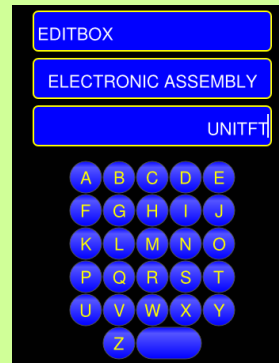 EDITBOX
ELECTRONIC ASSEMBLY
UNITFT
A B C D E
F G H I J
K L M N O
P Q R S T
U V W X Y
Z